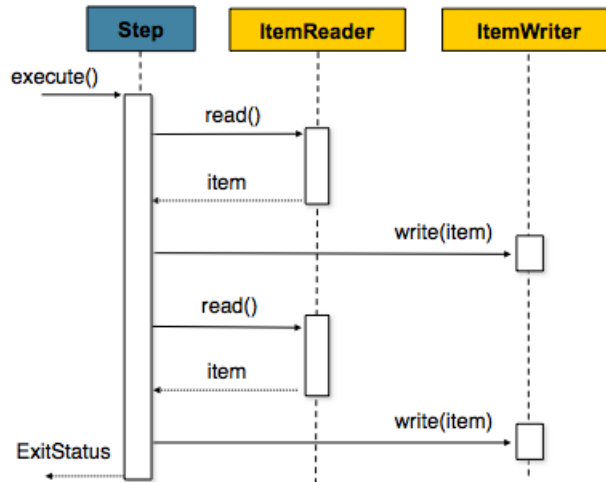 Step
ItemReader
ItemWriter
execute()
read()
item
write(item)
read()
item
write(item)
ExitStatus